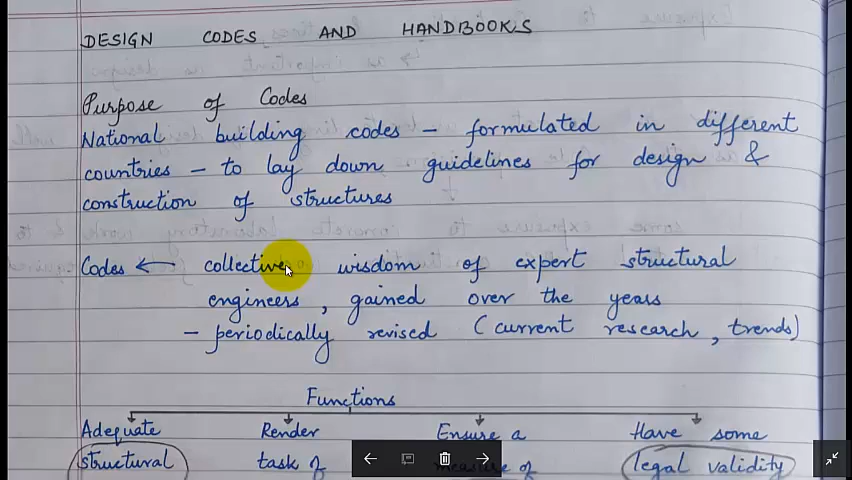 DESIGN CODES AND HANDBOOKS
Purpose of Codes
National building codes - formulated in different
countries - to lay down guidelines for design &
construction of structures
Codes ← collective wisdom of expert structural
engineers, gained over the years
- periodically revised (current research, trends)
Functions
Adequate Render Ensure a Have some
structural task of measure of legal validity